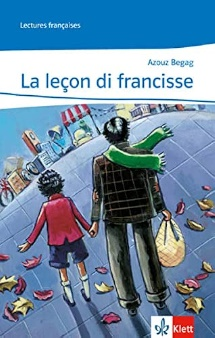 Lectures françaises
Azouz Begag
La leçon di francisse
Klett